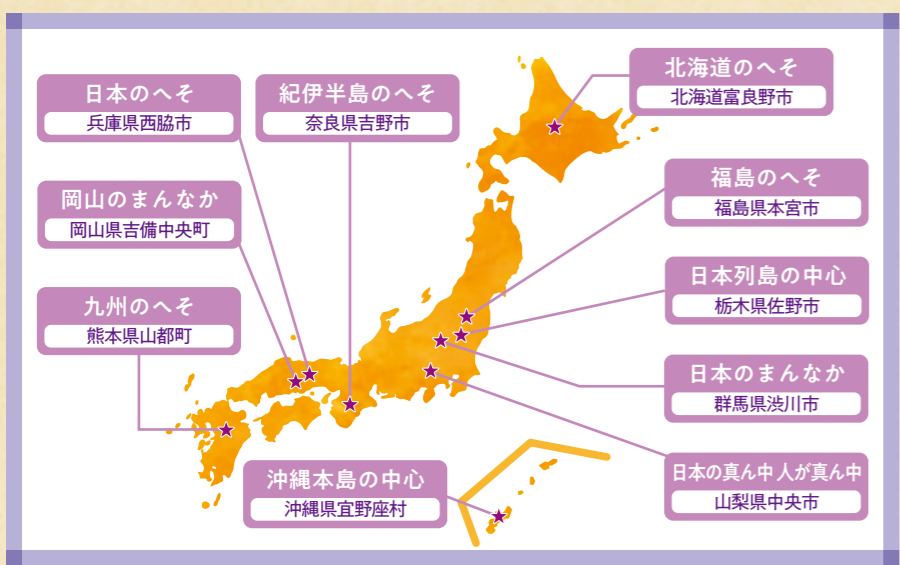 日本のへそ
兵庫県西脇市
紀伊半島のへそ
奈良県吉野市
北海道のへそ
北海道富良野市
岡山のまんなか
岡山県吉備中央町
福島のへそ
福島県本宮市
九州のへそ
熊本県山都町
日本列島の中心
栃木県佐野市
日本のまんなか
群馬県渋川市
沖縄本島の中心
沖縄県宜野座村
日本の真ん中 人が真ん中
山梨県中央市